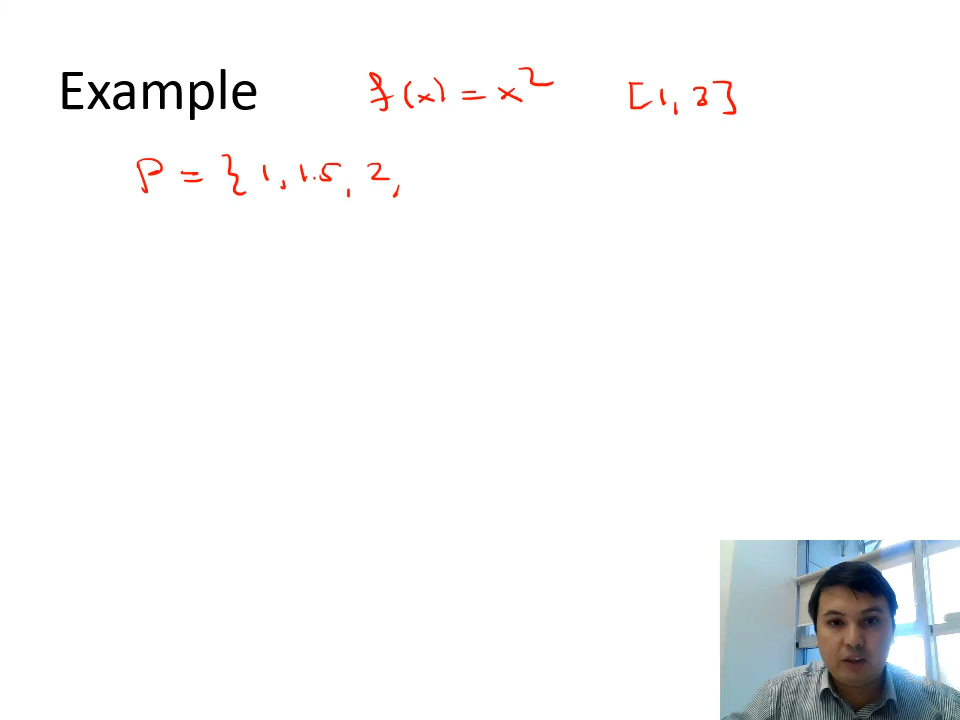 Example f(x) = x² [1, 3]
P = { 1, 1.5, 2,